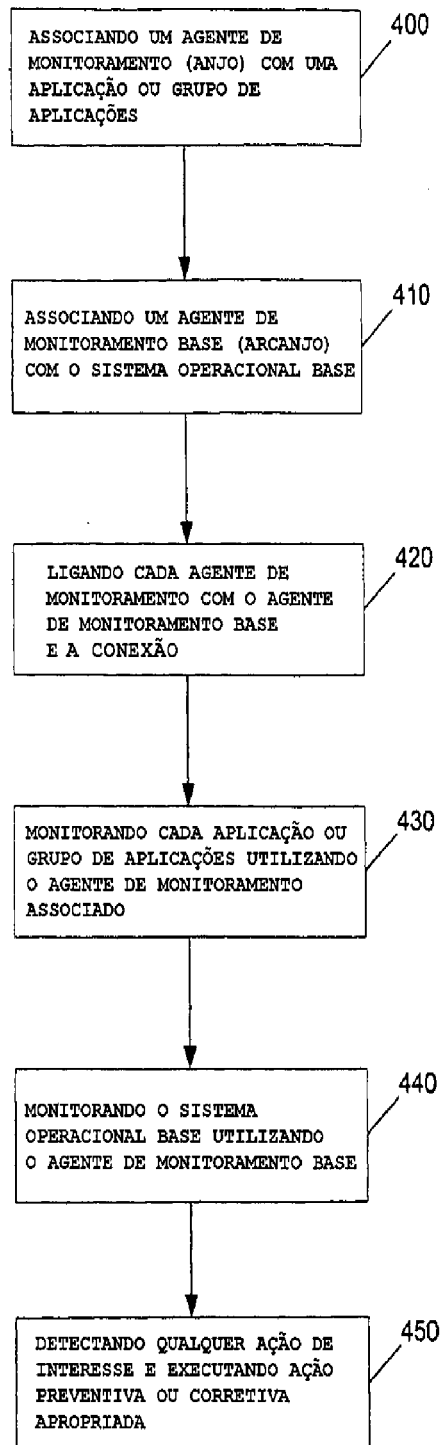 ASSOCIANDO UM AGENTE DE
MONITORAMENTO (ANJO) COM UMA
APLICAÇÃO OU GRUPO DE
APLICAÇÕES
400
ASSOCIANDO UM AGENTE DE
MONITORAMENTO BASE (ARCANJO)
COM O SISTEMA OPERACIONAL BASE
410
LIGANDO CADA AGENTE DE
MONITORAMENTO COM O AGENTE
DE MONITORAMENTO BASE
E A CONEXÃO
420
MONITORANDO CADA APLICAÇÃO OU
GRUPO DE APLICAÇÕES UTILIZANDO
O AGENTE DE MONITORAMENTO
ASSOCIADO
430
MONITORANDO O SISTEMA
OPERACIONAL BASE UTILIZANDO
O AGENTE DE MONITORAMENTO BASE
440
DETECTANDO QUALQUER AÇÃO DE
INTERESSE E EXECUTANDO AÇÃO
PREVENTIVA OU CORRETIVA
APROPRIADA
450